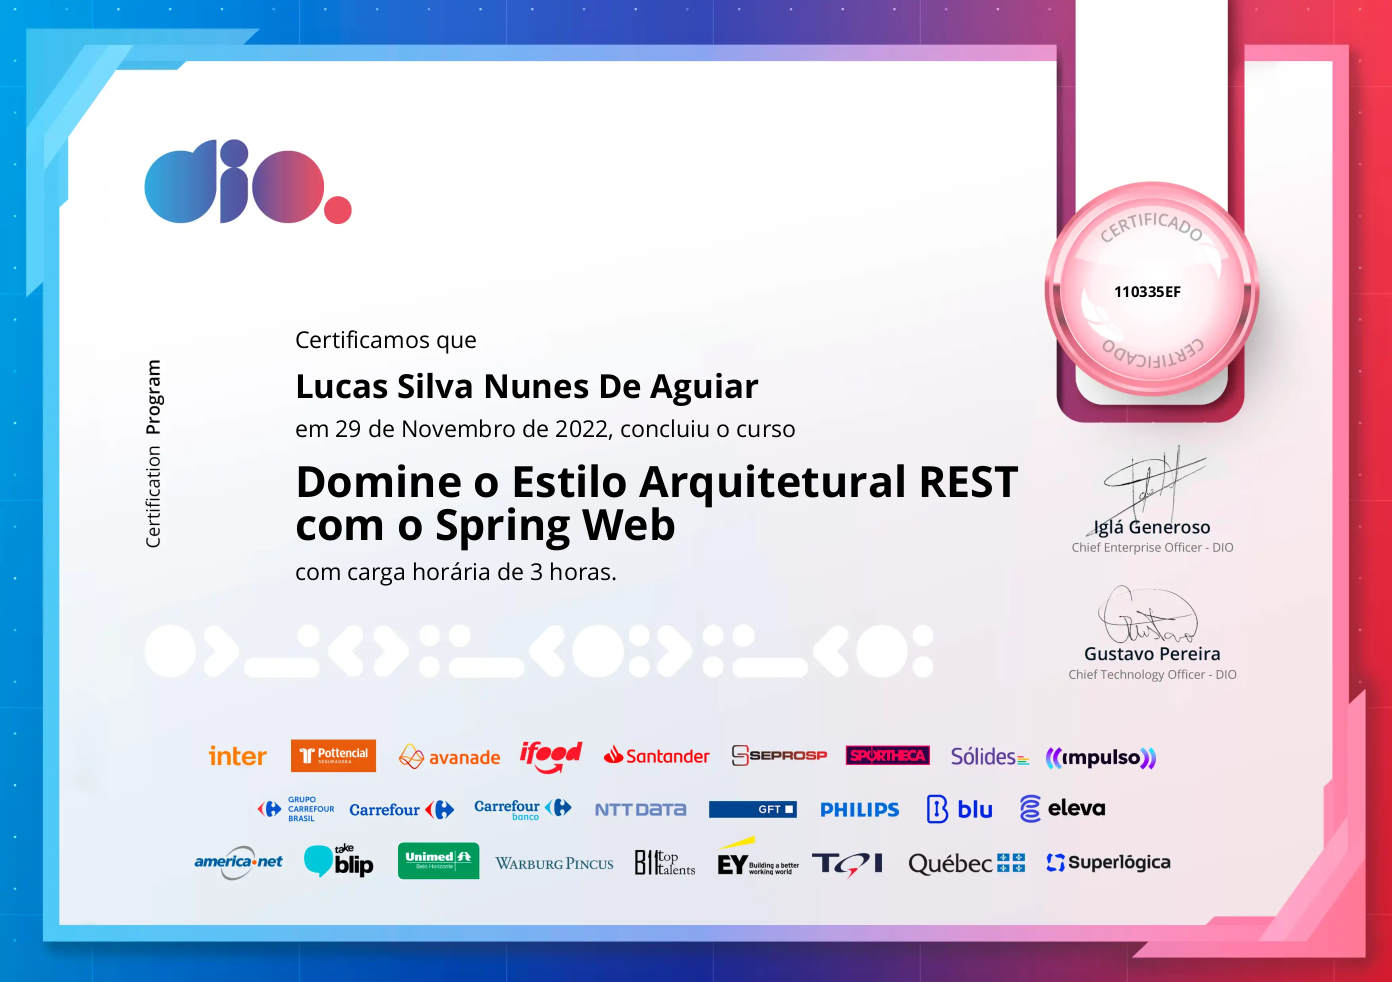 dio.
CERTIFICADO
110335EF
CERTIFICADO
Certification Program
Certificamos que
Lucas Silva Nunes De Aguiar
em 29 de Novembro de 2022, concluiu o curso
Domine o Estilo Arquitetural REST
com o Spring Web
com carga horária de 3 horas.
Iglá Generoso
Chief Enterprise Officer - DIO
Gustavo Pereira
Chief Technology Officer - DIO
inter
Pottencial
SEGURADORA
avanade
ifood
Santander
SEPROSP
SPORTHECA
Sólides
impulso
GRUPO
CARREFOUR
BRASIL
Carrefour
Carrefour
banco
NTT DATA
GFT
PHILIPS
blu
eleva
america.net
take
blip
Unimed
Belo Horizonte
WARBURG PINCUS
B11 top
talents
EY
Building a better
working world
TQI
Québec
Superlógica